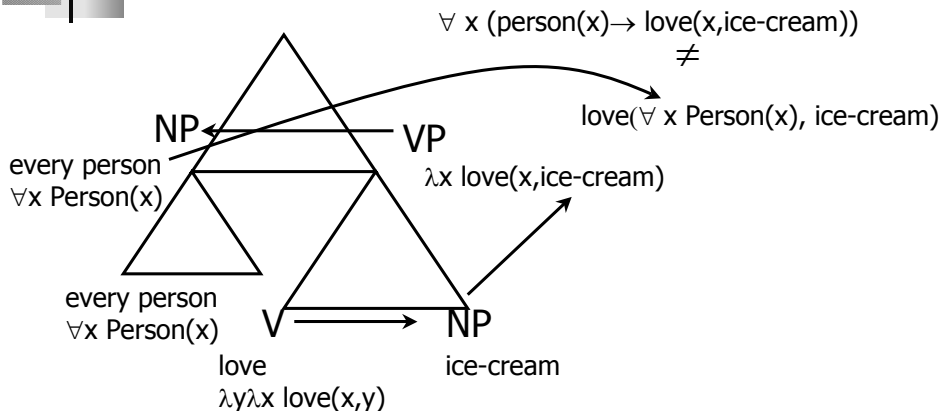 ∀ x (person(x)→ love(x,ice-cream))
≠
love(∀ x Person(x), ice-cream)
NP
VP
every person
∀x Person(x)
λx love(x,ice-cream)
every person
∀x Person(x)
V
NP
love
ice-cream
λyλx love(x,y)